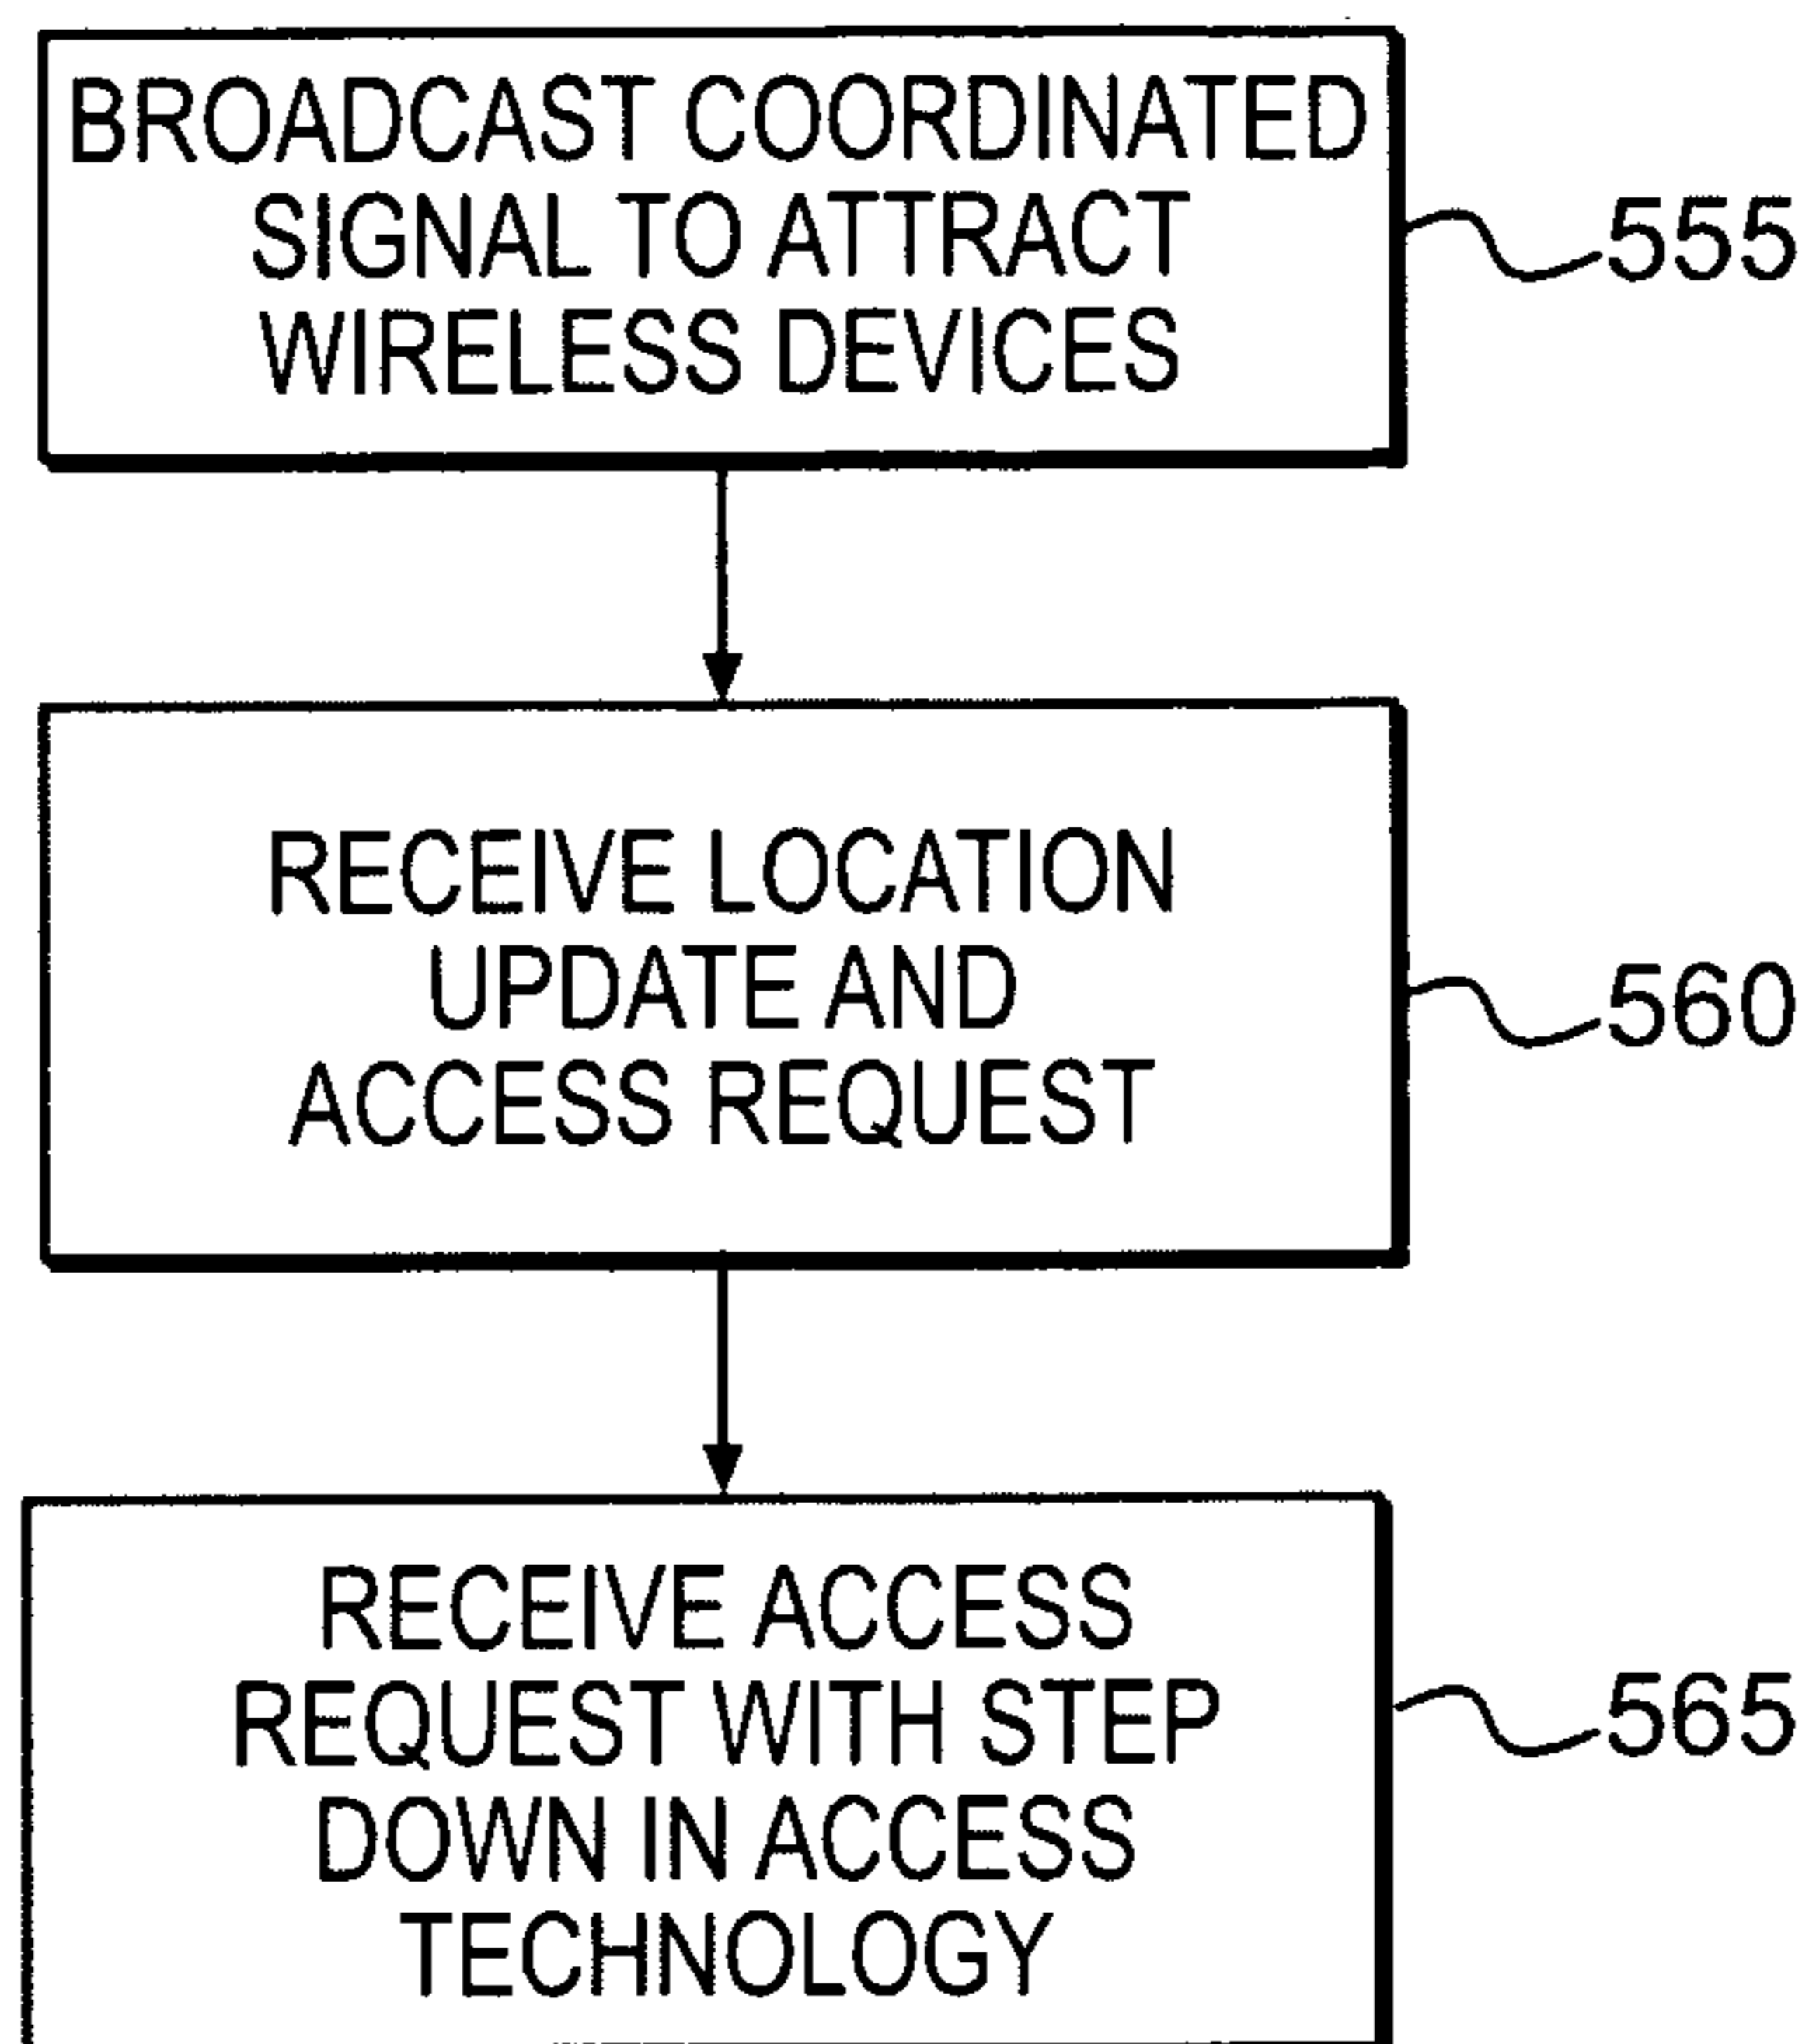 BROADCAST COORDINATED
SIGNAL TO ATTRACT
WIRELESS DEVICES
555
RECEIVE LOCATION
UPDATE AND
ACCESS REQUEST
560
RECEIVE ACCESS
REQUEST WITH STEP
DOWN IN ACCESS
TECHNOLOGY
565